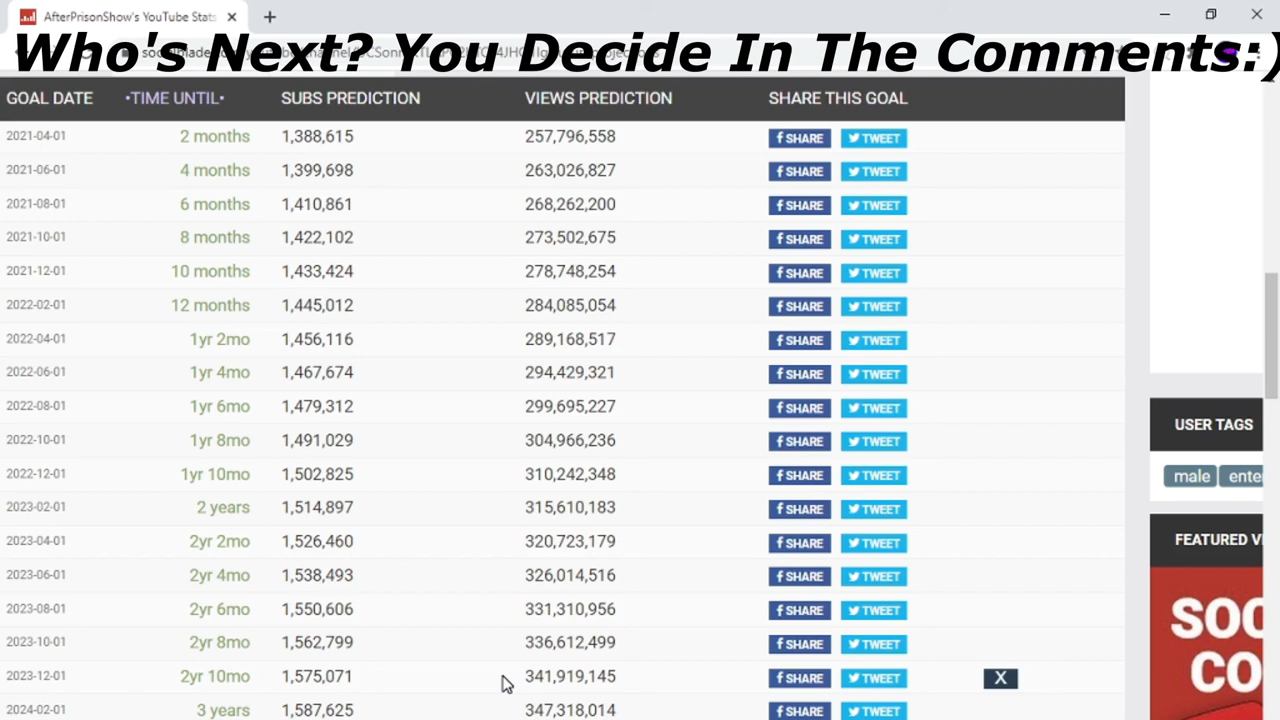 AfterPrisonShow's YouTube Stats
Who's Next? You Decide In The Comments:)
GOAL DATE •TIME UNTIL• SUBS PREDICTION VIEWS PREDICTION SHARE THIS GOAL
2021-04-01 2 months 1,388,615 257,796,558 SHARE TWEET
2021-06-01 4 months 1,399,698 263,026,827 SHARE TWEET
2021-08-01 6 months 1,410,861 268,262,200 SHARE TWEET
2021-10-01 8 months 1,422,102 273,502,675 SHARE TWEET
2021-12-01 10 months 1,433,424 278,748,254 SHARE TWEET
2022-02-01 12 months 1,445,012 284,085,054 SHARE TWEET
2022-04-01 1yr 2mo 1,456,116 289,168,517 SHARE TWEET
2022-06-01 1yr 4mo 1,467,674 294,429,321 SHARE TWEET
2022-08-01 1yr 6mo 1,479,312 299,695,227 SHARE TWEET
2022-10-01 1yr 8mo 1,491,029 304,966,236 SHARE TWEET
2022-12-01 1yr 10mo 1,502,825 310,242,348 SHARE TWEET
2023-02-01 2 years 1,514,897 315,610,183 SHARE TWEET
2023-04-01 2yr 2mo 1,526,460 320,723,179 SHARE TWEET
2023-06-01 2yr 4mo 1,538,493 326,014,516 SHARE TWEET
2023-08-01 2yr 6mo 1,550,606 331,310,956 SHARE TWEET
2023-10-01 2yr 8mo 1,562,799 336,612,499 SHARE TWEET
2023-12-01 2yr 10mo 1,575,071 341,919,145 SHARE TWEET X
2024-02-01 3 years 1,587,625 347,318,014 SHARE TWEET
USER TAGS
male ente
FEATURED V
SOC
CO